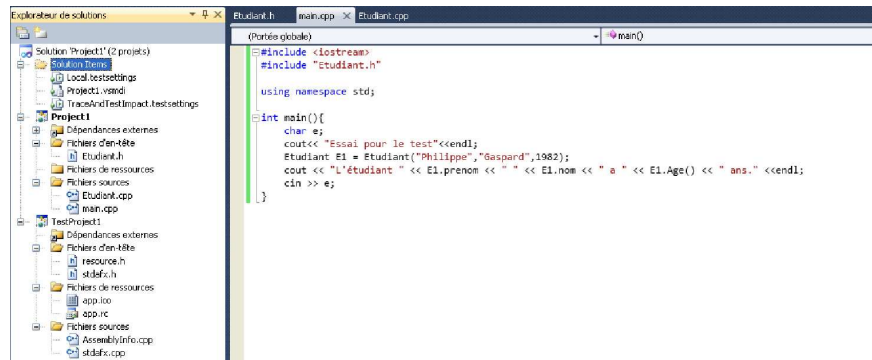 Explorateur de solutions
Solution 'Project1' (2 projets)
Solution Items
Local.testsettings
Project1.vsmdi
TraceAndTestImpact.testsettings
Project1
Dépendances externes
Fichiers d'en-tête
Etudiant.h
Fichiers de ressources
Fichiers sources
Etudiant.cpp
main.cpp
TestProject1
Dépendances externes
Fichiers d'en-tête
resource.h
stdafx.h
Fichiers de ressources
app.ico
app.rc
Fichiers sources
AssemblyInfo.cpp
stdafx.cpp
Etudiant.h main.cpp Etudiant.cpp
(Portée globale) main()
#include <iostream>
#include "Etudiant.h"
using namespace std;
int main(){
char e;
cout<< "Essai pour le test"<<endl;
Etudiant E1 = Etudiant("Philippe","Gaspard",1982);
cout << "L'étudiant " << E1.prenom << " " << E1.nom << " a " << E1.Age() << " ans." <<endl;
cin >> e;
}